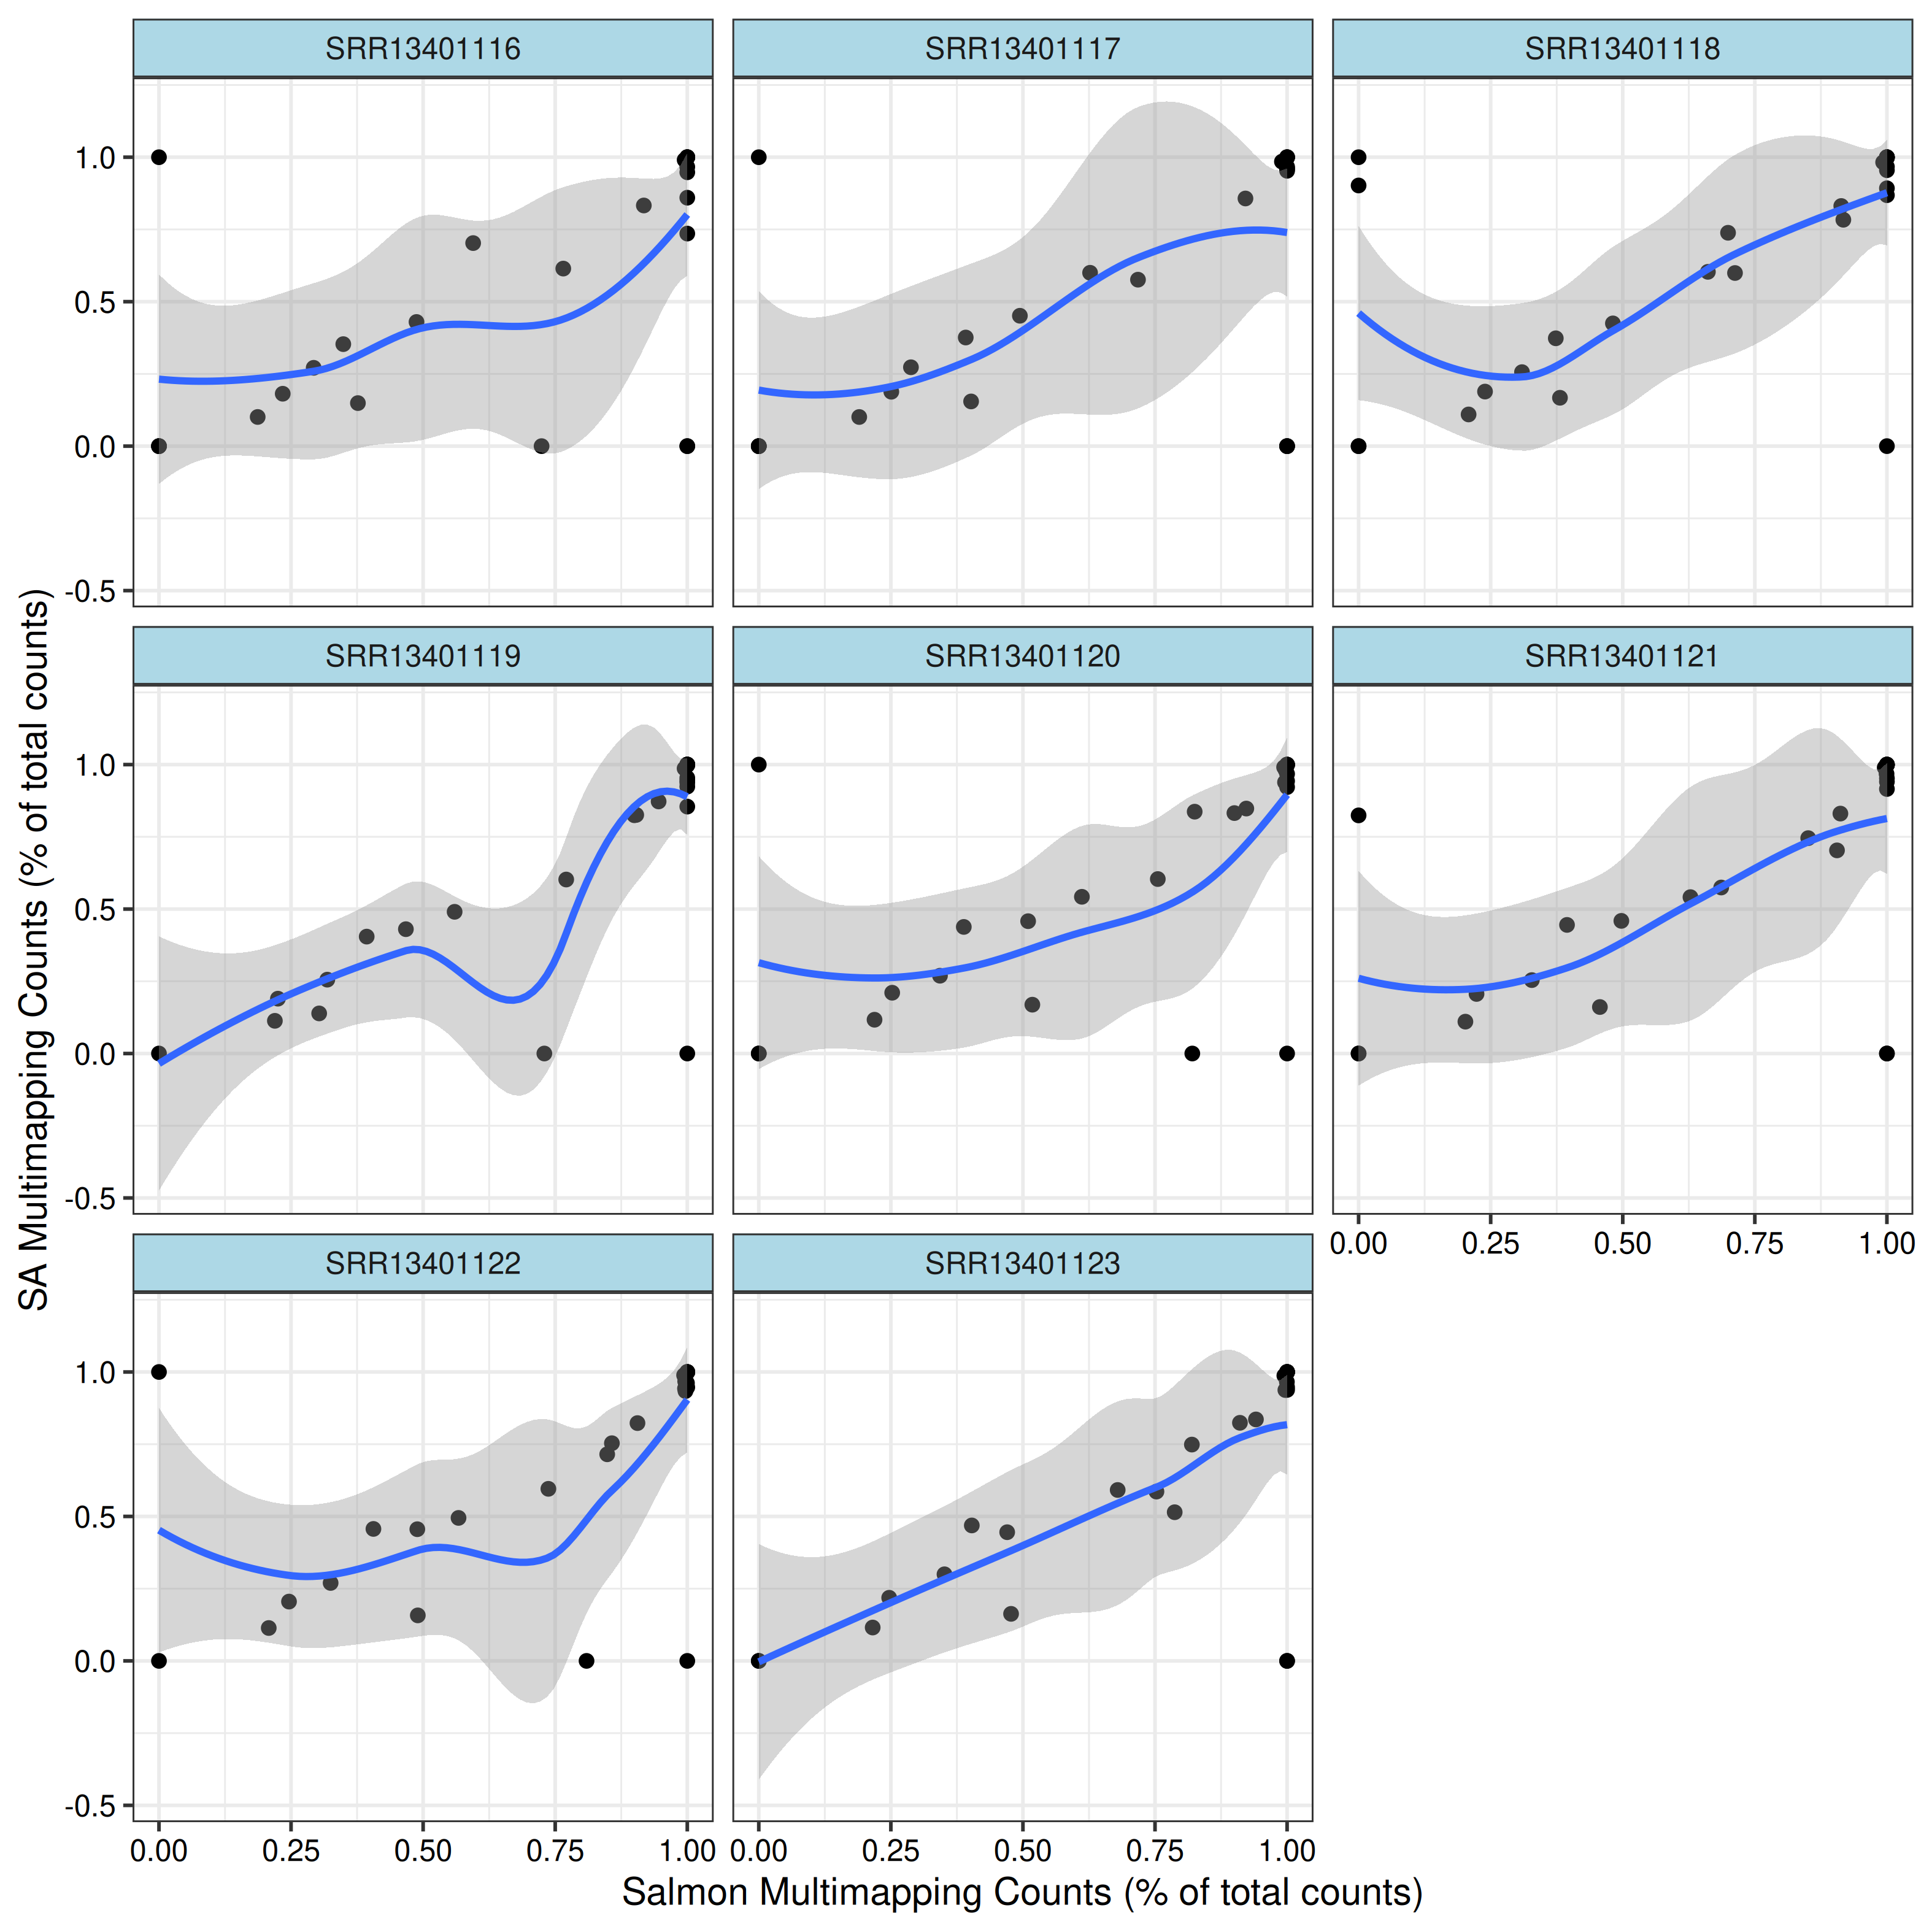 SRR13401116
SRR13401117
SRR13401118
1.0
0.5
0.0
-0.5
SRR13401119
SRR13401120
SRR13401121
1.0
0.5
0.0
-0.5
0.00 0.25 0.50 0.75 1.00
SRR13401122
SRR13401123
1.0
0.5
0.0
-0.5
0.00 0.25 0.50 0.75 1.00
0.00 0.25 0.50 0.75 1.00
Salmon Multimapping Counts (% of total counts)
SA Multimapping Counts (% of total counts)